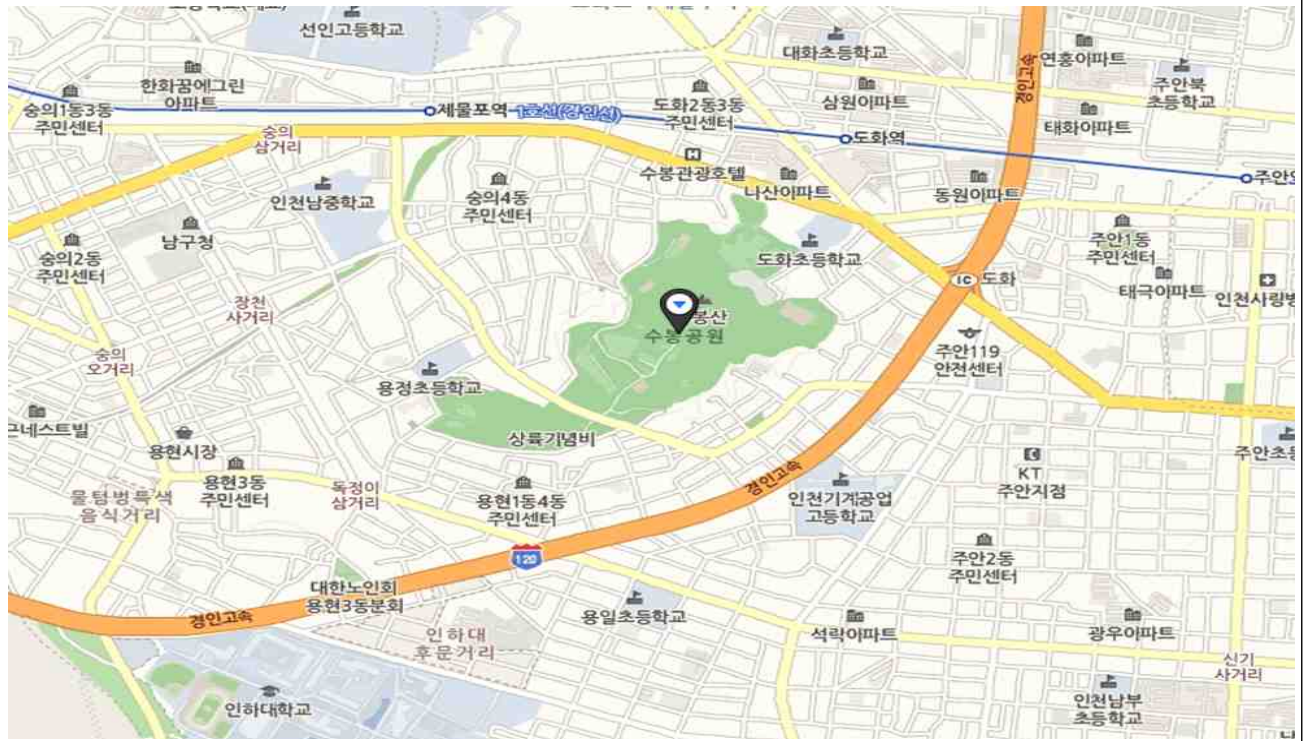 선인고등학교
대화초등학교
연홍아파트
주안북
초등학교
한화꿈에그린
아파트
숭의1동3동
주민센터
제물포역
1호선(경인선)
도화2동3동
주민센터
삼원아파트
태화아파트
경인고속
숭의
삼거리
도화역
수봉관광호텔
나산아파트
동원아파트
주안
인천남중학교
숭의4동
주민센터
남구청
숭의2동
주민센터
도화초등학교
주안1동
주민센터
IC 도화
태극아파트
인천사랑병
장천
사거리
봉산
수봉공원
주안119
안전센터
숭의
오거리
용정초등학교
네스트빌
용현시장
상륙기념비
주안초등
용현3동
주민센터
물텀벙특색
음식거리
독정이
삼거리
용현1동4동
주민센터
경인고속
인천기계공업
고등학교
KT
주안지점
120
주안2동
주민센터
대한노인회
용현3동분회
경인고속
용일초등학교
석락아파트
광우아파트
인하대
후문거리
신기
사거리
인하대학교
인천남부
초등학교